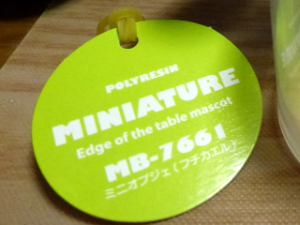 POLYRESIN
MINIATURE
Edge of the table mascot
MB-7661
ミニオブジェ(フチカエル)